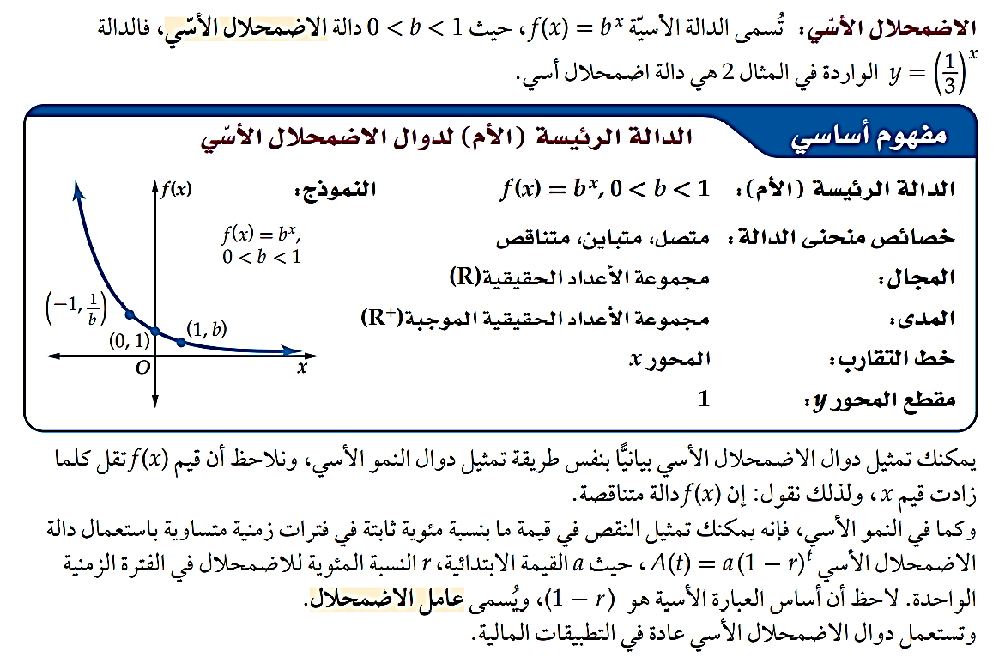 الاضمحلال الأسّي: تُسمى الدالة الأسيّة f(x) = bˣ، حيث 0 < b < 1 دالة الاضمحلال الأسّي، فالدالة
y = (1/3)ˣ الواردة في المثال 2 هي دالة اضمحلال أسي.
مفهوم أساسي
الدالة الرئيسة (الأم) لدوال الاضمحلال الأسّي
الدالة الرئيسة (الأم): f(x) = bˣ, 0 < b < 1
خصائص منحنى الدالة: متصل، متباين، متناقص
المجال: مجموعة الأعداد الحقيقية(R)
المدى: مجموعة الأعداد الحقيقية الموجبة(R⁺)
خط التقارب: المحور x
مقطع المحور y: 1
النموذج:
f(x)
f(x) = bˣ,
0 < b < 1
(−1, 1/b)
(0, 1)
(1, b)
O
x
يمكنك تمثيل دوال الاضمحلال الأسي بيانيًّا بنفس طريقة تمثيل دوال النمو الأسي، ونلاحظ أن قيم f(x) تقل كلما
زادت قيم x، ولذلك نقول: إن f(x) دالة متناقصة.
وكما في النمو الأسي، فإنه يمكنك تمثيل النقص في قيمة ما بنسبة مئوية ثابتة في فترات زمنية متساوية باستعمال دالة
الاضمحلال الأسي A(t) = a (1 − r)ᵗ، حيث a القيمة الابتدائية، r النسبة المئوية للاضمحلال في الفترة الزمنية
الواحدة. لاحظ أن أساس العبارة الأسية هو (1 − r)، ويُسمى عامل الاضمحلال.
وتستعمل دوال الاضمحلال الأسي عادة في التطبيقات المالية.